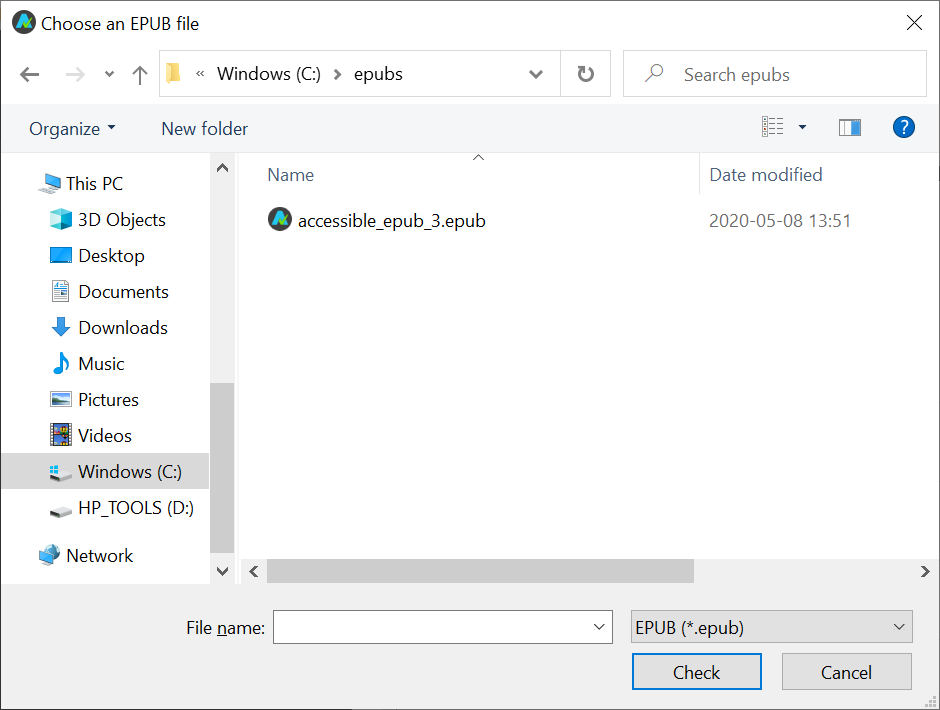 Choose an EPUB file
« Windows (C:) > epubs
Search epubs
Organize
New folder
?
Name
Date modified
accessible_epub_3.epub
2020-05-08 13:51
This PC
3D Objects
Desktop
Documents
Downloads
Music
Pictures
Videos
Windows (C:)
HP_TOOLS (D:)
Network
File name:
EPUB (*.epub)
Check
Cancel